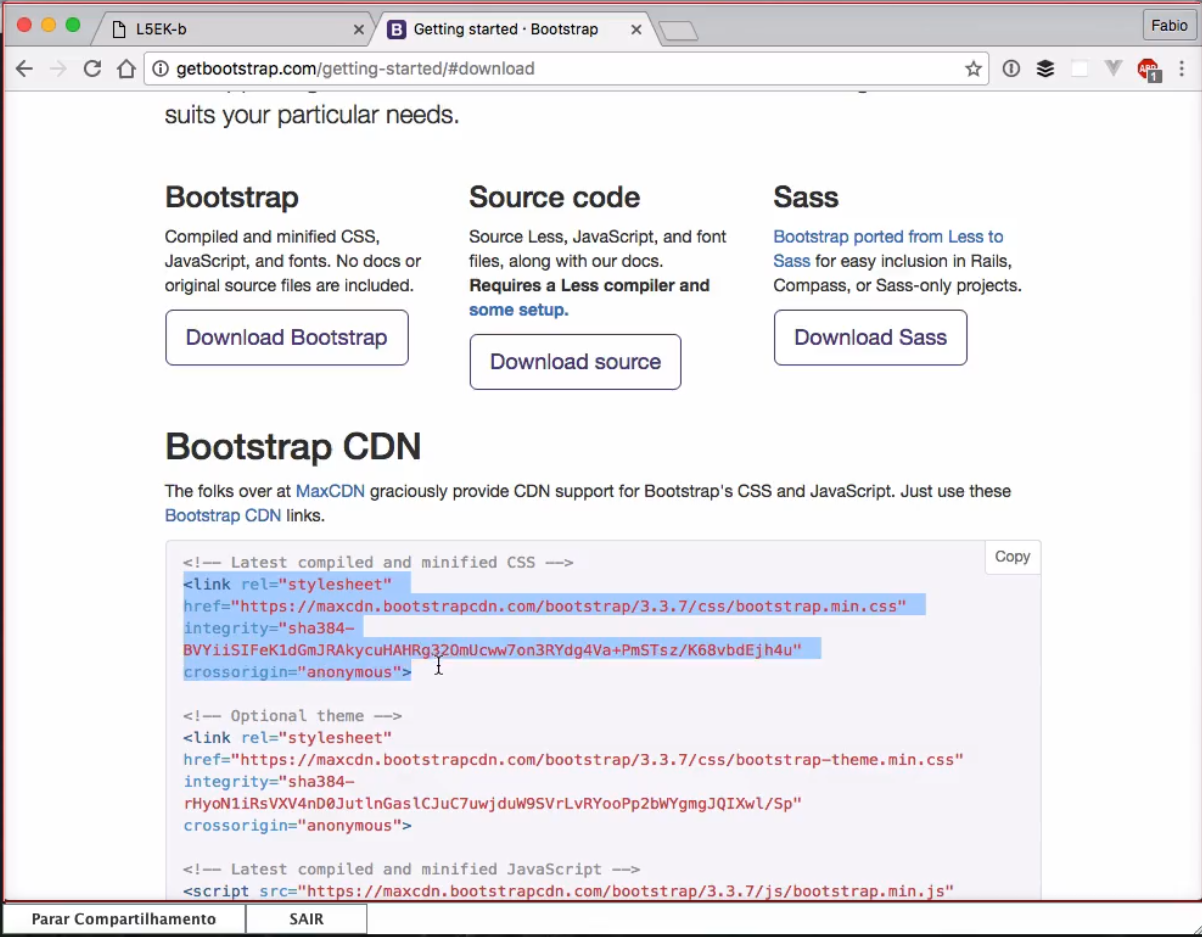 L5EK-b
Getting started · Bootstrap
Fabio
getbootstrap.com/getting-started/#download
ABP
1
suits your particular needs.
Bootstrap
Compiled and minified CSS,
JavaScript, and fonts. No docs or
original source files are included.
Download Bootstrap
Source code
Source Less, JavaScript, and font
files, along with our docs.
Requires a Less compiler and
some setup.
Download source
Sass
Bootstrap ported from Less to
Sass for easy inclusion in Rails,
Compass, or Sass-only projects.
Download Sass
Bootstrap CDN
The folks over at MaxCDN graciously provide CDN support for Bootstrap's CSS and JavaScript. Just use these
Bootstrap CDN links.
Copy
<!-- Latest compiled and minified CSS -->
<link rel="stylesheet"
href="https://maxcdn.bootstrapcdn.com/bootstrap/3.3.7/css/bootstrap.min.css"
integrity="sha384-
BVYiiSIFeK1dGmJRAkycuHAHRg32OmUcww7on3RYdg4Va+PmSTsz/K68vbdEjh4u"
crossorigin="anonymous">
<!-- Optional theme -->
<link rel="stylesheet"
href="https://maxcdn.bootstrapcdn.com/bootstrap/3.3.7/css/bootstrap-theme.min.css"
integrity="sha384-
rHyoN1iRsVXV4nD0JutlnGaslCJuC7uwjduW9SVrLvRYooPp2bWYgmgJQIXwl/Sp"
crossorigin="anonymous">
<!-- Latest compiled and minified JavaScript -->
<script src="https://maxcdn.bootstrapcdn.com/bootstrap/3.3.7/js/bootstrap.min.js"
Parar Compartilhamento
SAIR